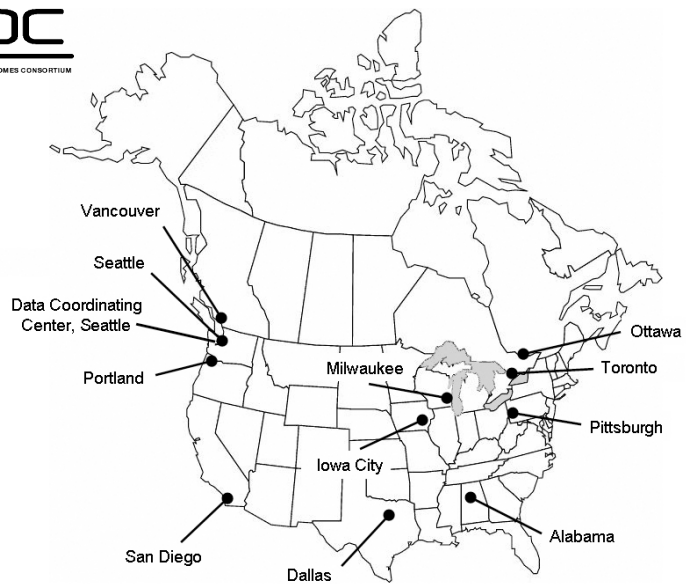 OMES CONSORTIUM
Vancouver
Seattle
Data Coordinating
Center, Seattle
Portland
Milwaukee
Iowa City
San Diego
Dallas
Ottawa
Toronto
Pittsburgh
Alabama